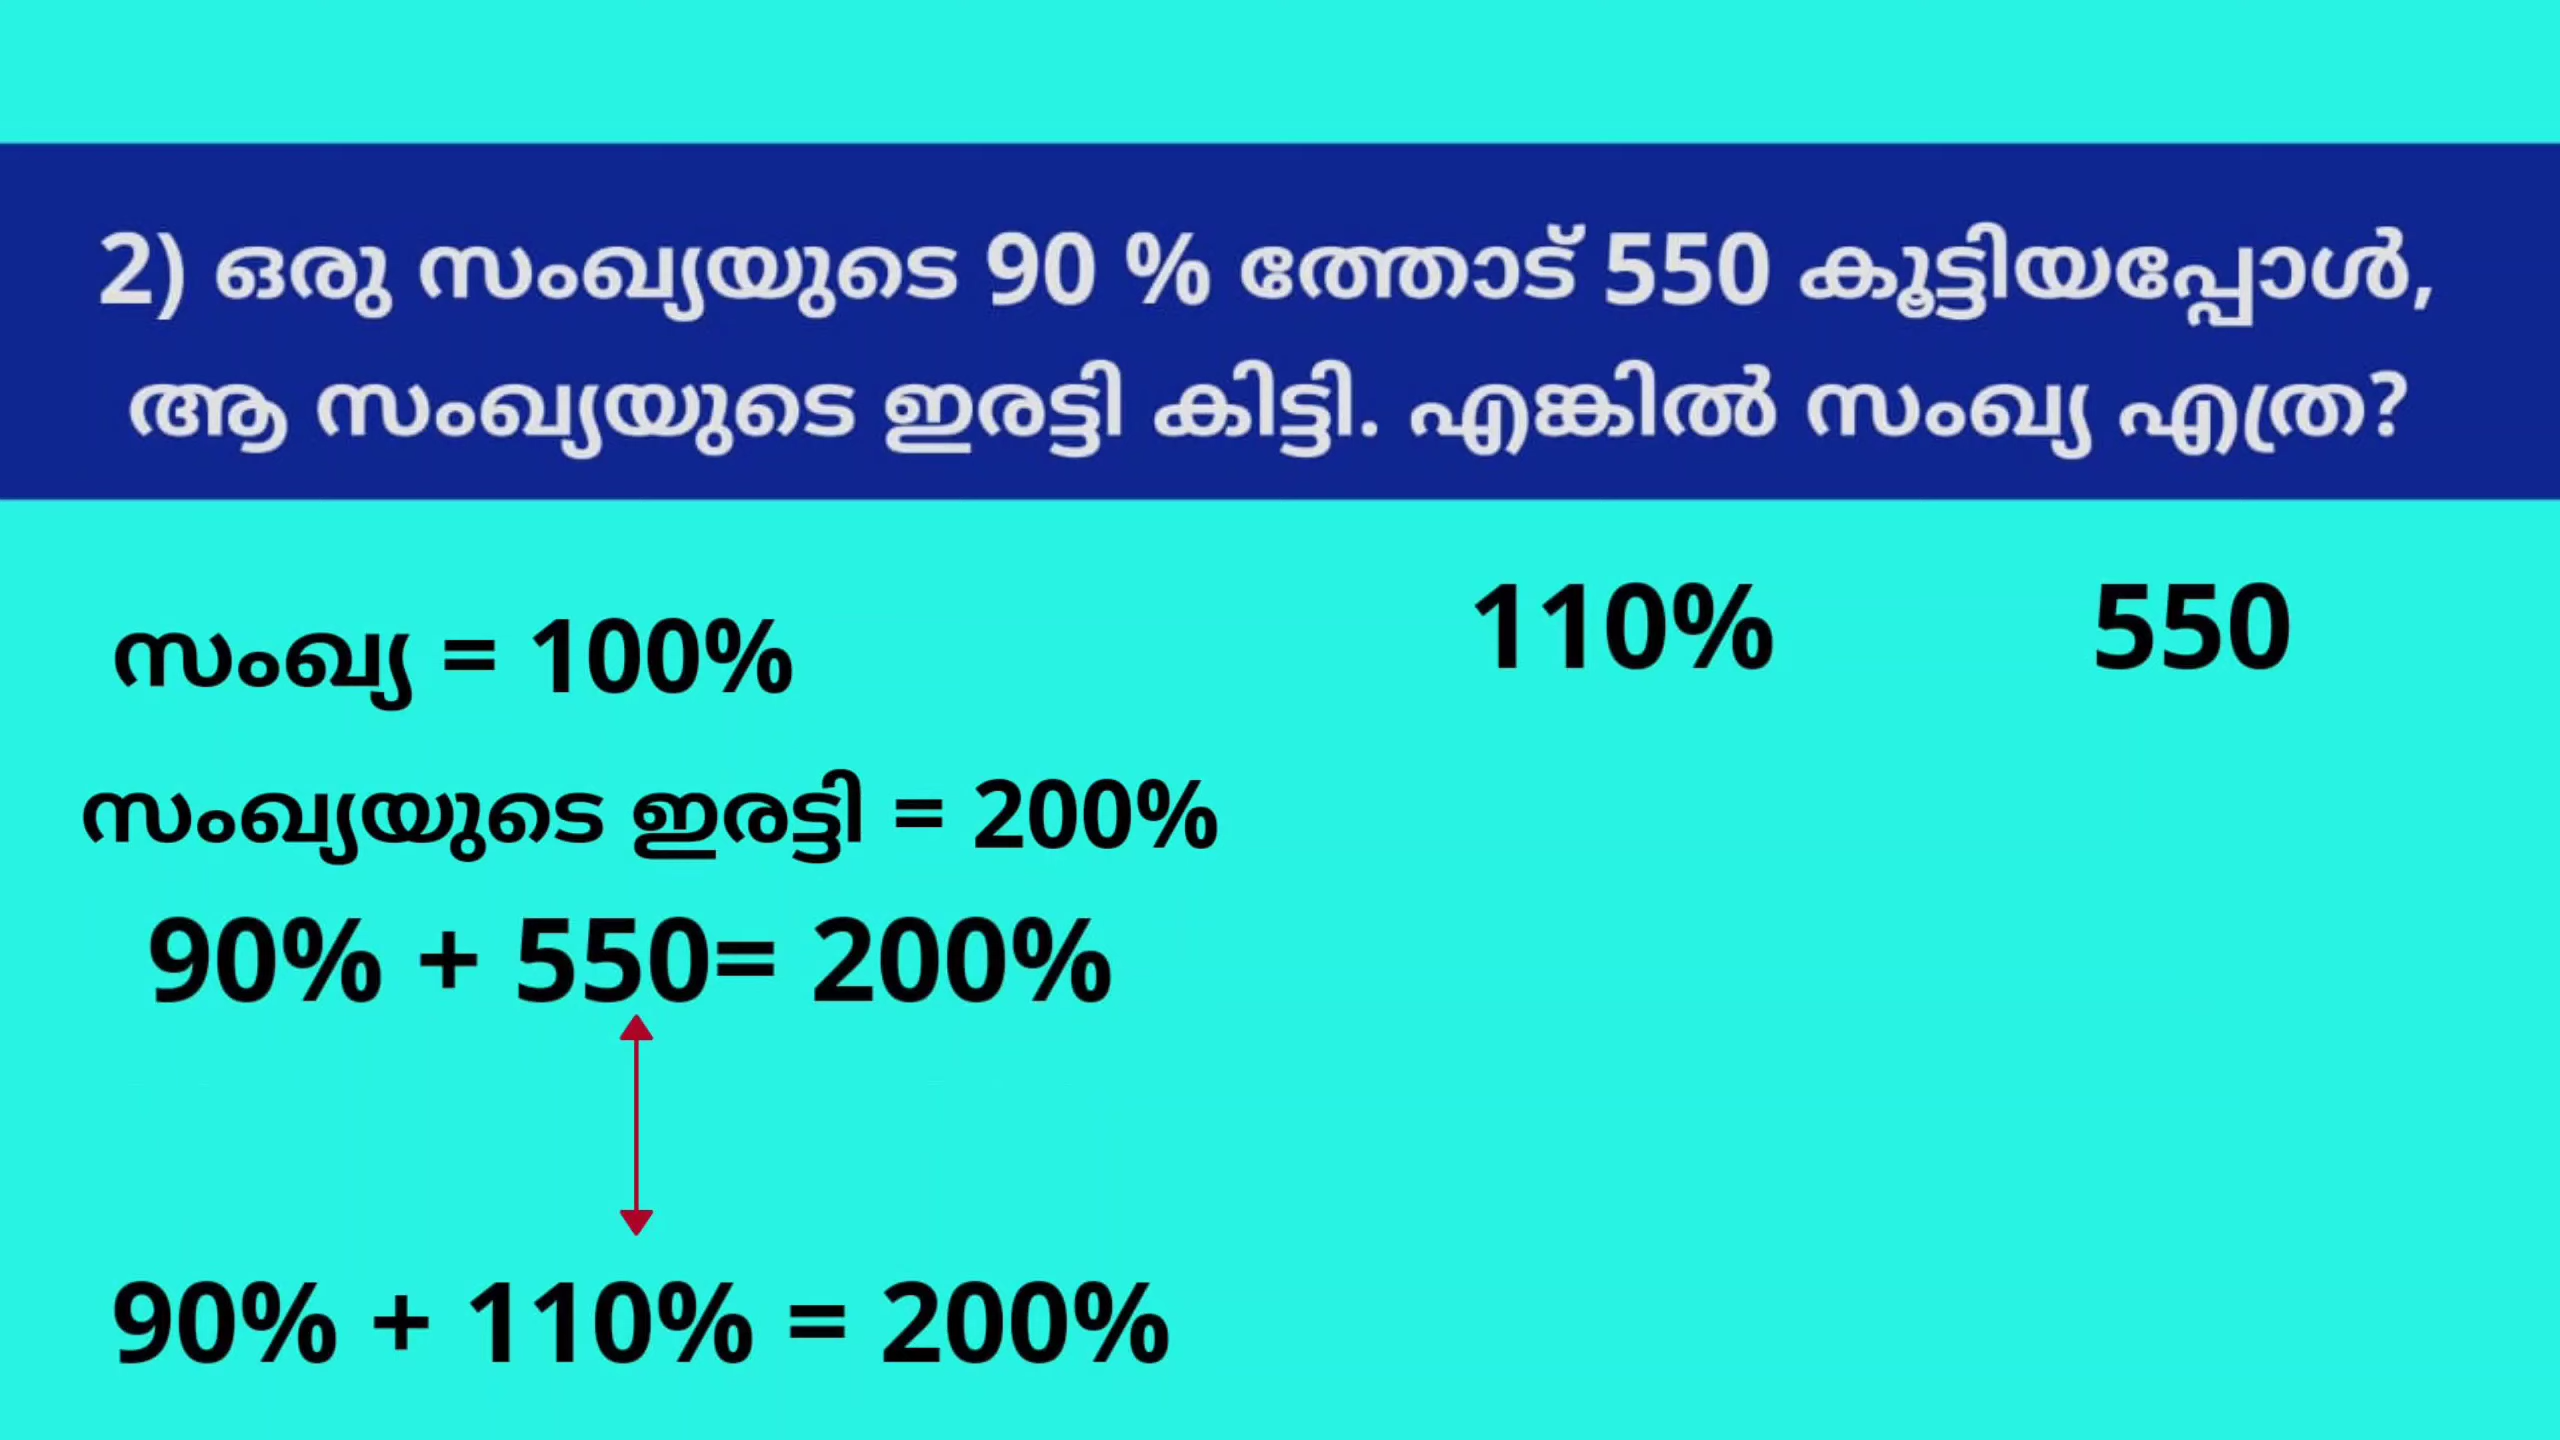 2) ഒരു സംഖ്യയുടെ 90 % ത്തോട് 550 കൂട്ടിയപ്പോൾ,
ആ സംഖ്യയുടെ ഇരട്ടി കിട്ടി. എങ്കിൽ സംഖ്യ എത്ര?
സംഖ്യ = 100%
110% 550
സംഖ്യയുടെ ഇരട്ടി = 200%
90% + 550= 200%
90% + 110% = 200%